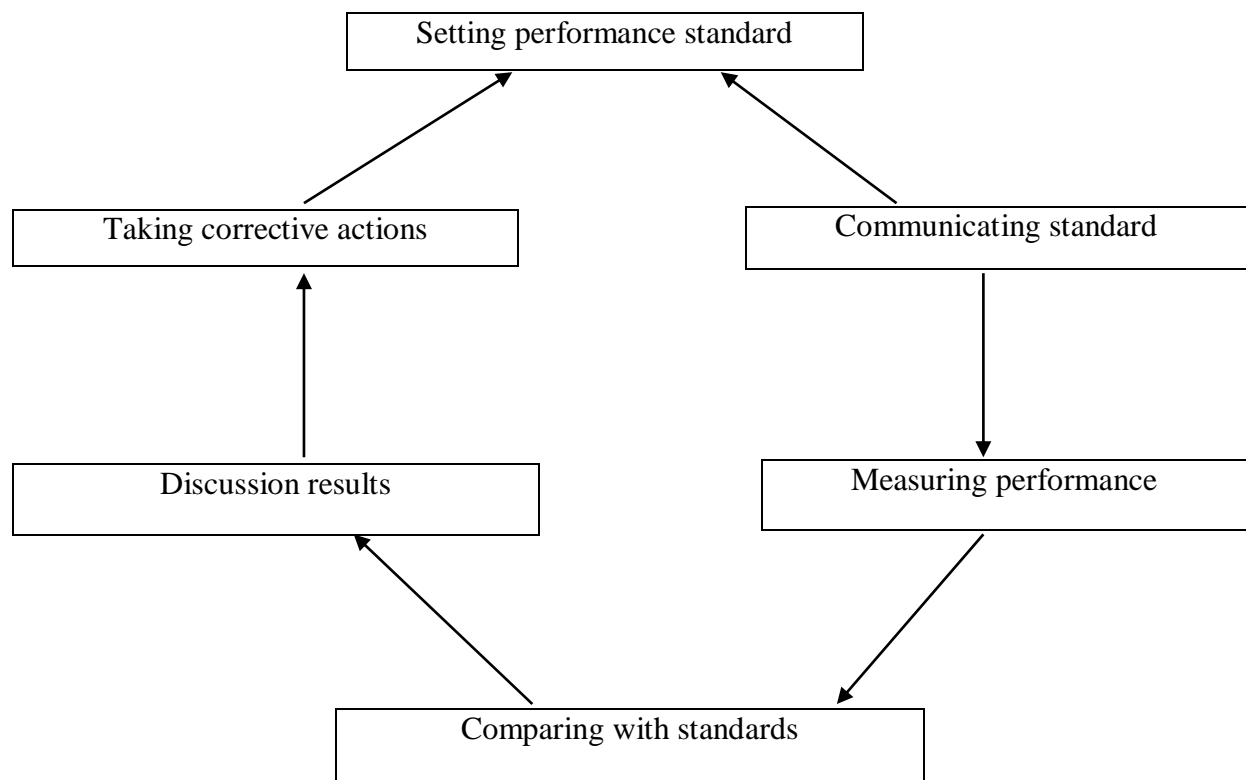 Setting performance standard
Taking corrective actions
Communicating standard
Discussion results
Measuring performance
Comparing with standards